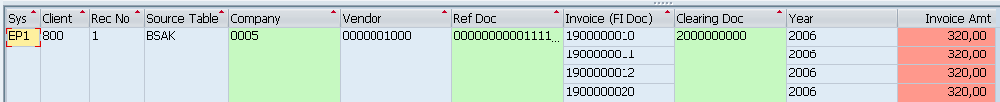 Sys Client Rec No Source Table Company Vendor Ref Doc Invoice (FI Doc) Clearing Doc Year Invoice Amt
EP1 800 1 BSAK 0005 0000001000 00000000001111... 1900000010 2000000000 2006 320,00
1900000011 2006 320,00
1900000012 2006 320,00
1900000020 2006 320,00